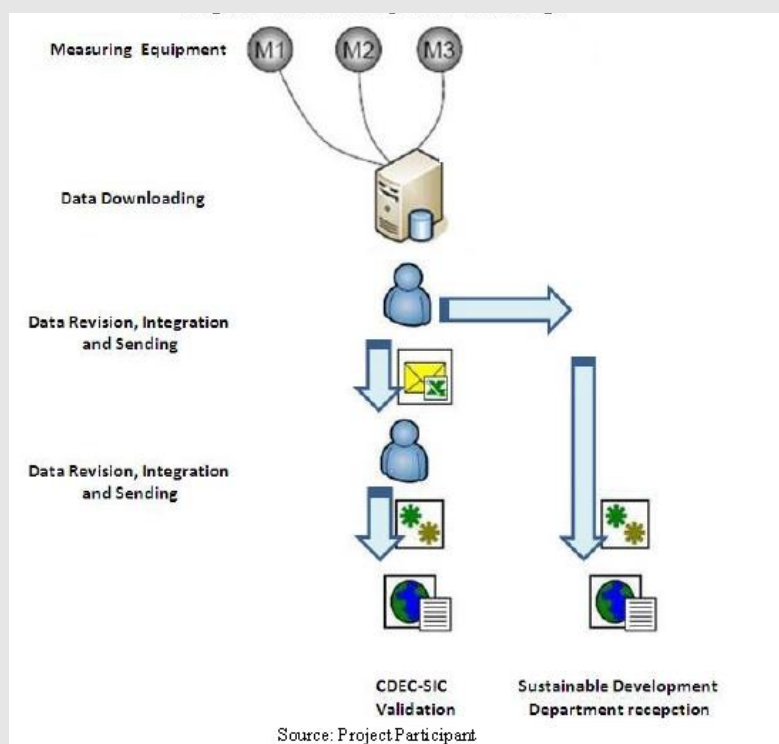 Measuring Equipment
M1 M2 M3
Data Downloading
Data Revision, Integration
and Sending
Data Revision, Integration
and Sending
CDEC-SIC
Validation
Sustainable Development
Department recepction
Source: Project Participant